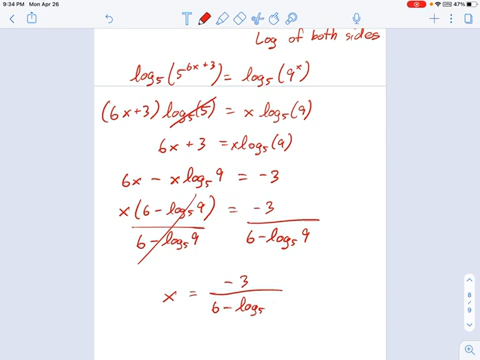 9:34 PM Mon Apr 26
47%
Log of both sides
log₅(5^(6x+3)) = log₅(9^x)
(6x+3) log₅(5) = x log₅(9)
6x + 3 = x log₅(9)
6x − x log₅ 9 = −3
x(6 − log₅ 9) / (6 − log₅ 9) = −3 / (6 − log₅ 9)
x = −3 / (6 − log₅
8
9